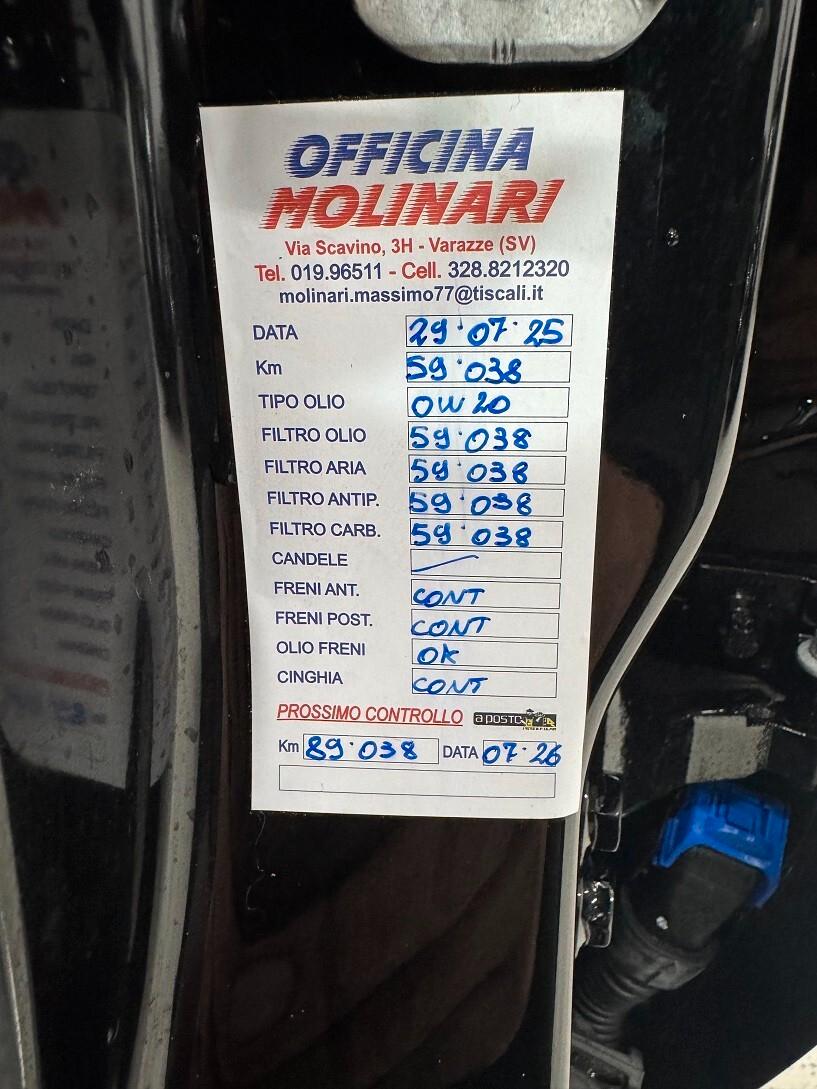 OFFICINA
MOLINARI
Via Scavino, 3H - Varazze (SV)
Tel. 019.96511 - Cell. 328.8212320
molinari.massimo77@tiscali.it
DATA 29·07·25
Km 59·038
TIPO OLIO 0W20
FILTRO OLIO 59·038
FILTRO ARIA 59·038
FILTRO ANTIP. 59·038
FILTRO CARB. 59·038
CANDELE —
FRENI ANT. CONT
FRENI POST. CONT
OLIO FRENI OK
CINGHIA CONT
PROSSIMO CONTROLLO a posto
Km 89·038 DATA 07·26